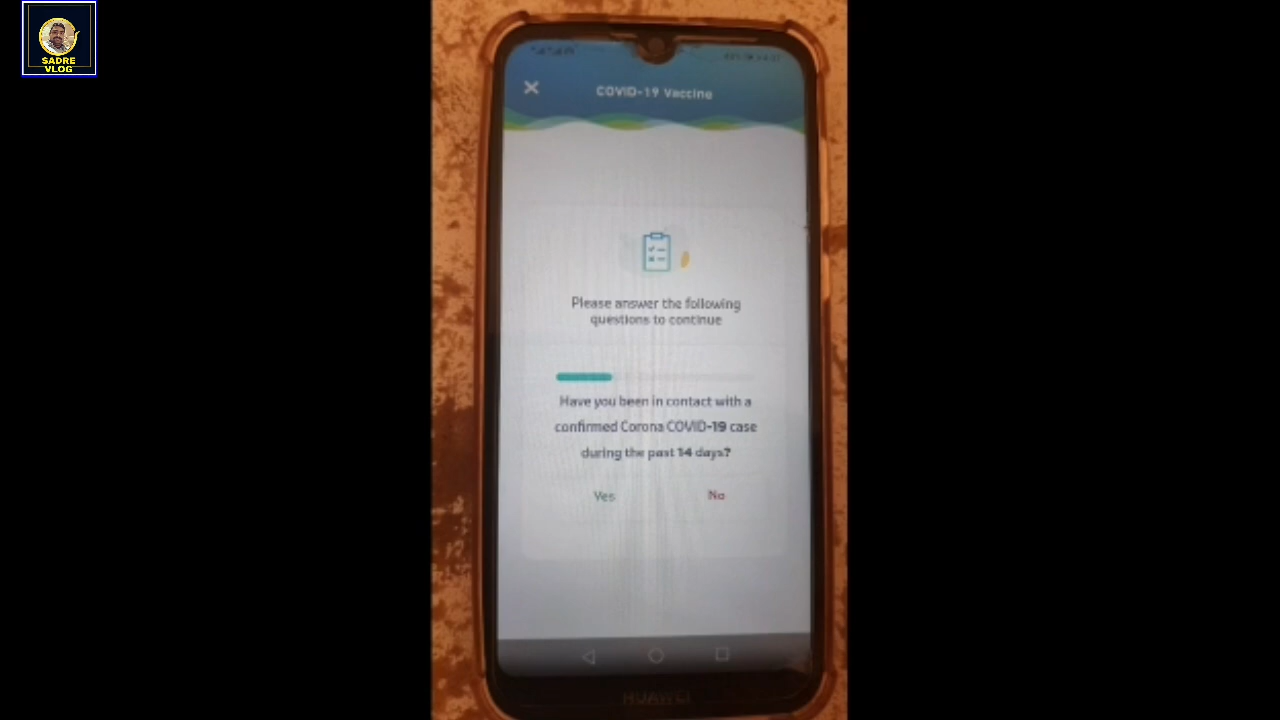 SADRE
VLOG
COVID-19 Vaccine
Please answer the following
questions to continue
Have you been in contact with a
confirmed Corona COVID-19 case
during the past 14 days?
Yes
No
HUAWEI